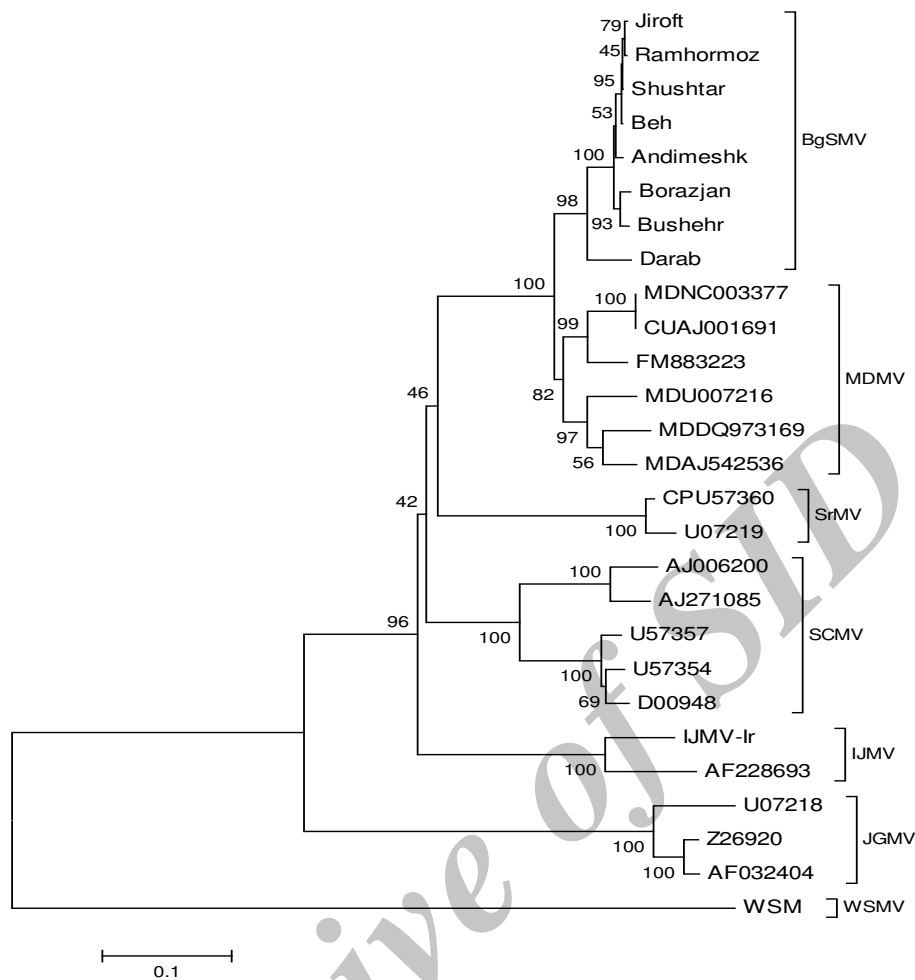 79 Jiroft
45 Ramhormoz
95 Shushtar
53 Beh
BgSMV
100 Andimeshk
98 Borazjan
93 Bushehr
Darab
100
100 MDNC003377
99 CUAJ001691
FM883223
MDMV
46 82 MDU007216
97 MDDQ973169
56 MDAJ542536
42 CPU57360
SrMV
100 U07219
100 AJ006200
AJ271085
96 100 U57357
SCMV
100 U57354
69 D00948
IJMV-Ir
IJMV
100 AF228693
U07218
100 Z26920
JGMV
100 AF032404
WSM WSMV
0.1
ive of SID